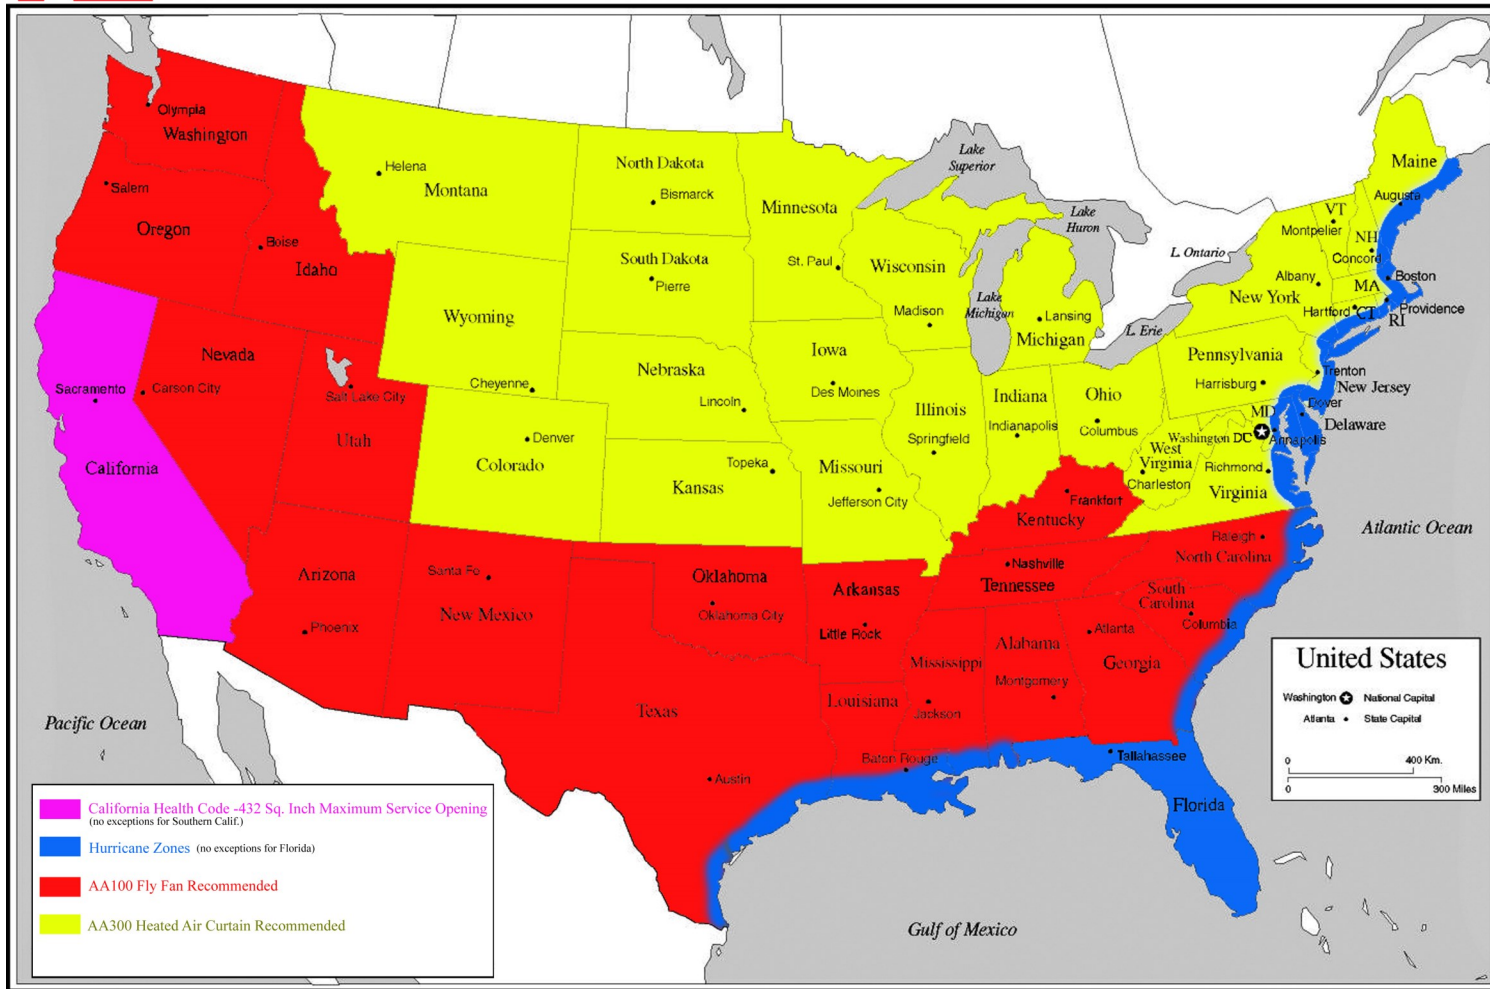 Olympia
Washington
Salem
Oregon
Boise
Idaho
Helena
Montana
North Dakota
Bismarck
South Dakota
Pierre
Minnesota
St. Paul
Wisconsin
Madison
Lake
Superior
Lake
Huron
Lake
Michigan
Lansing
Michigan
L. Ontario
L. Erie
Maine
Augusta
VT
Montpelier
NH
Concord
Albany
New York
MA
Boston
Hartford
CT
RI
Providence
Wyoming
Cheyenne
Nebraska
Lincoln
Iowa
Des Moines
Illinois
Springfield
Indiana
Indianapolis
Ohio
Columbus
Pennsylvania
Harrisburg
Trenton
New Jersey
MD
Dover
Delaware
Washington DC
Annapolis
West
Virginia
Charleston
Richmond
Virginia
Nevada
Carson City
Sacramento
California
Salt Lake City
Utah
Denver
Colorado
Topeka
Kansas
Missouri
Jefferson City
Frankfort
Kentucky
Atlantic Ocean
Arizona
Phoenix
Santa Fe
New Mexico
Oklahoma
Oklahoma City
Arkansas
Little Rock
Nashville
Tennessee
Raleigh
North Carolina
South
Carolina
Columbia
Texas
Austin
Louisiana
Baton Rouge
Mississippi
Jackson
Alabama
Montgomery
Atlanta
Georgia
Tallahassee
Florida
Pacific Ocean
Gulf of Mexico
United States
Washington National Capital
Atlanta State Capital
0 400 Km.
0 300 Miles
California Health Code -432 Sq. Inch Maximum Service Opening
(no exceptions for Southern Calif.)
Hurricane Zones (no exceptions for Florida)
AA100 Fly Fan Recommended
AA300 Heated Air Curtain Recommended